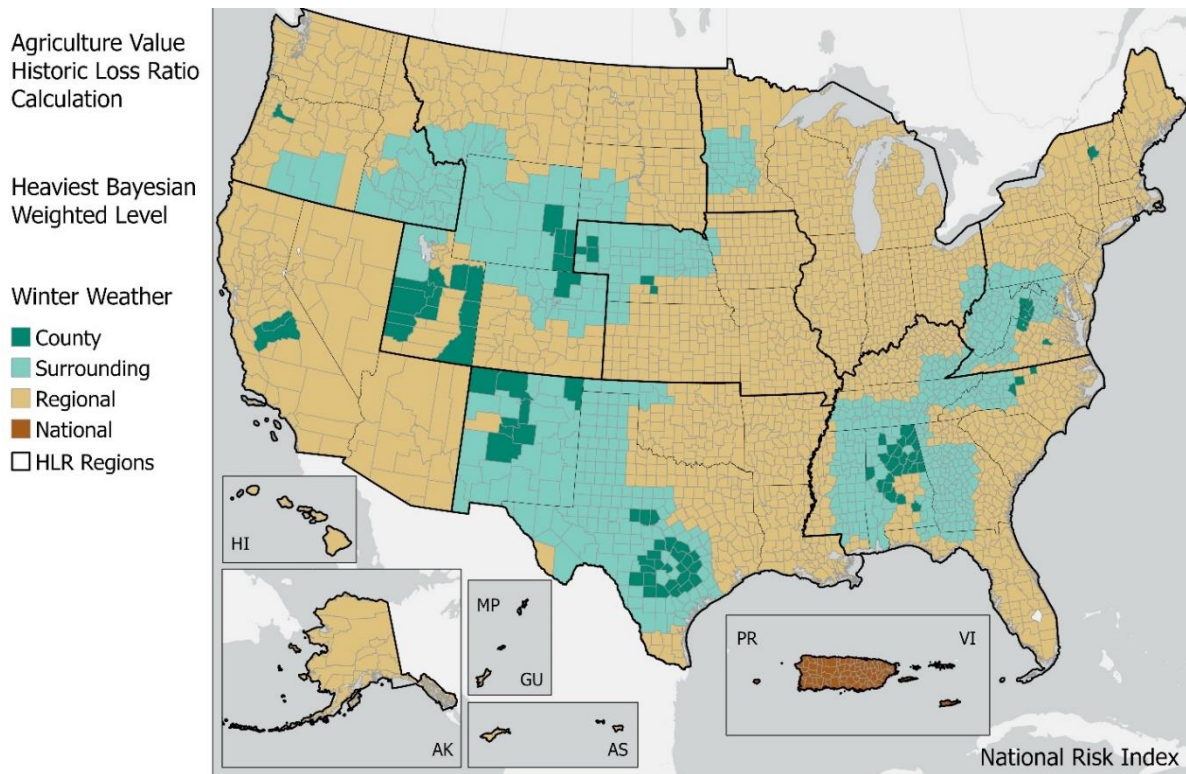 Agriculture Value
Historic Loss Ratio
Calculation
Heaviest Bayesian
Weighted Level
Winter Weather
County
Surrounding
Regional
National
HLR Regions
HI
AK
MP
GU
AS
PR
VI
National Risk Index